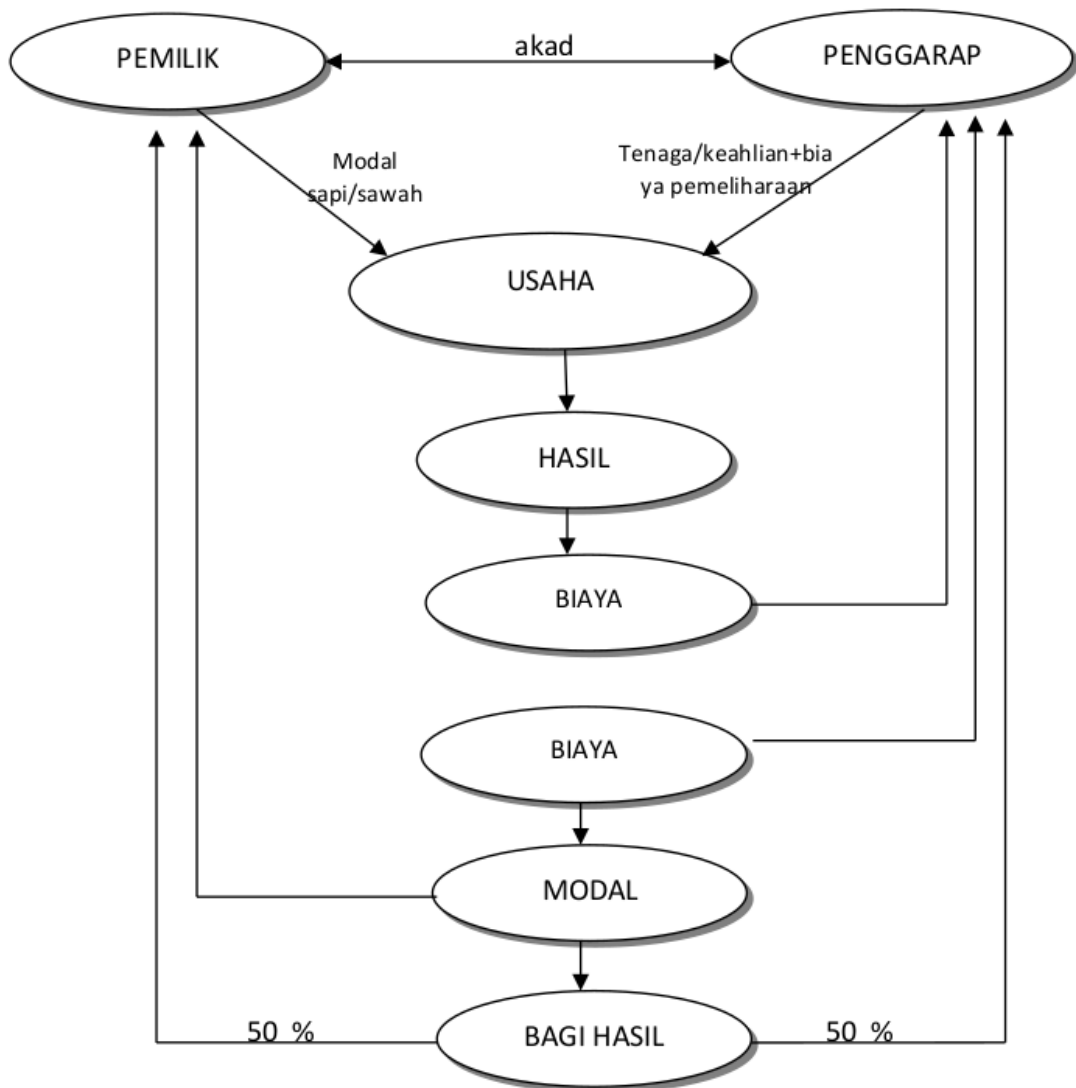 PEMILIK
akad
PENGGARAP
Modal
sapi/sawah
Tenaga/keahlian+bia
ya pemeliharaan
USAHA
HASIL
BIAYA
BIAYA
MODAL
50 %
BAGI HASIL
50 %